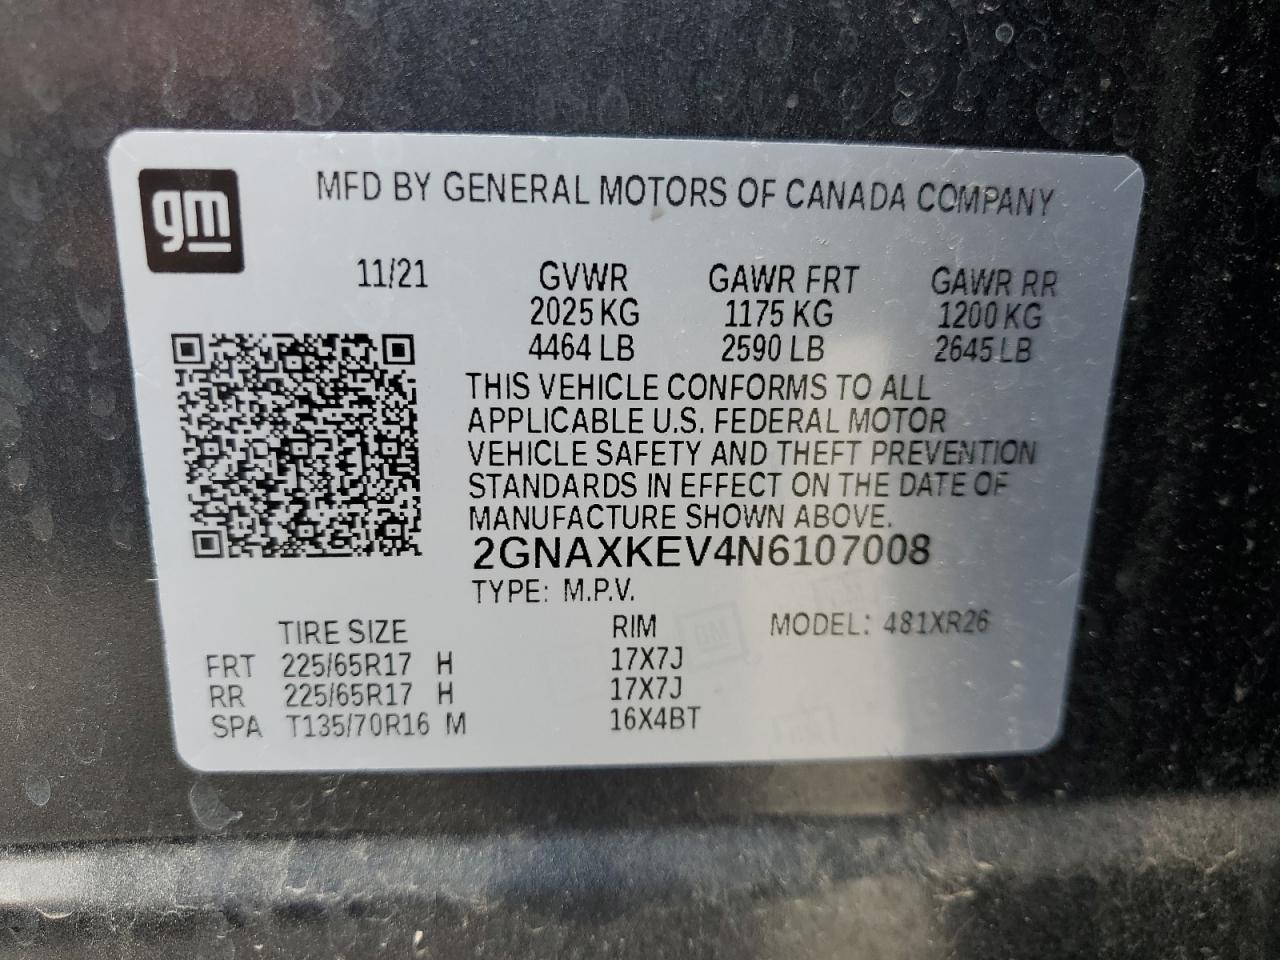 gm
MFD BY GENERAL MOTORS OF CANADA COMPANY
11/21 GVWR GAWR FRT GAWR RR
2025 KG 1175 KG 1200 KG
4464 LB 2590 LB 2645 LB
THIS VEHICLE CONFORMS TO ALL
APPLICABLE U.S. FEDERAL MOTOR
VEHICLE SAFETY AND THEFT PREVENTION
STANDARDS IN EFFECT ON THE DATE OF
MANUFACTURE SHOWN ABOVE.
2GNAXKEV4N6107008
TYPE: M.P.V.
TIRE SIZE RIM MODEL: 481XR26
FRT 225/65R17 H 17X7J
RR 225/65R17 H 17X7J
SPA T135/70R16 M 16X4BT